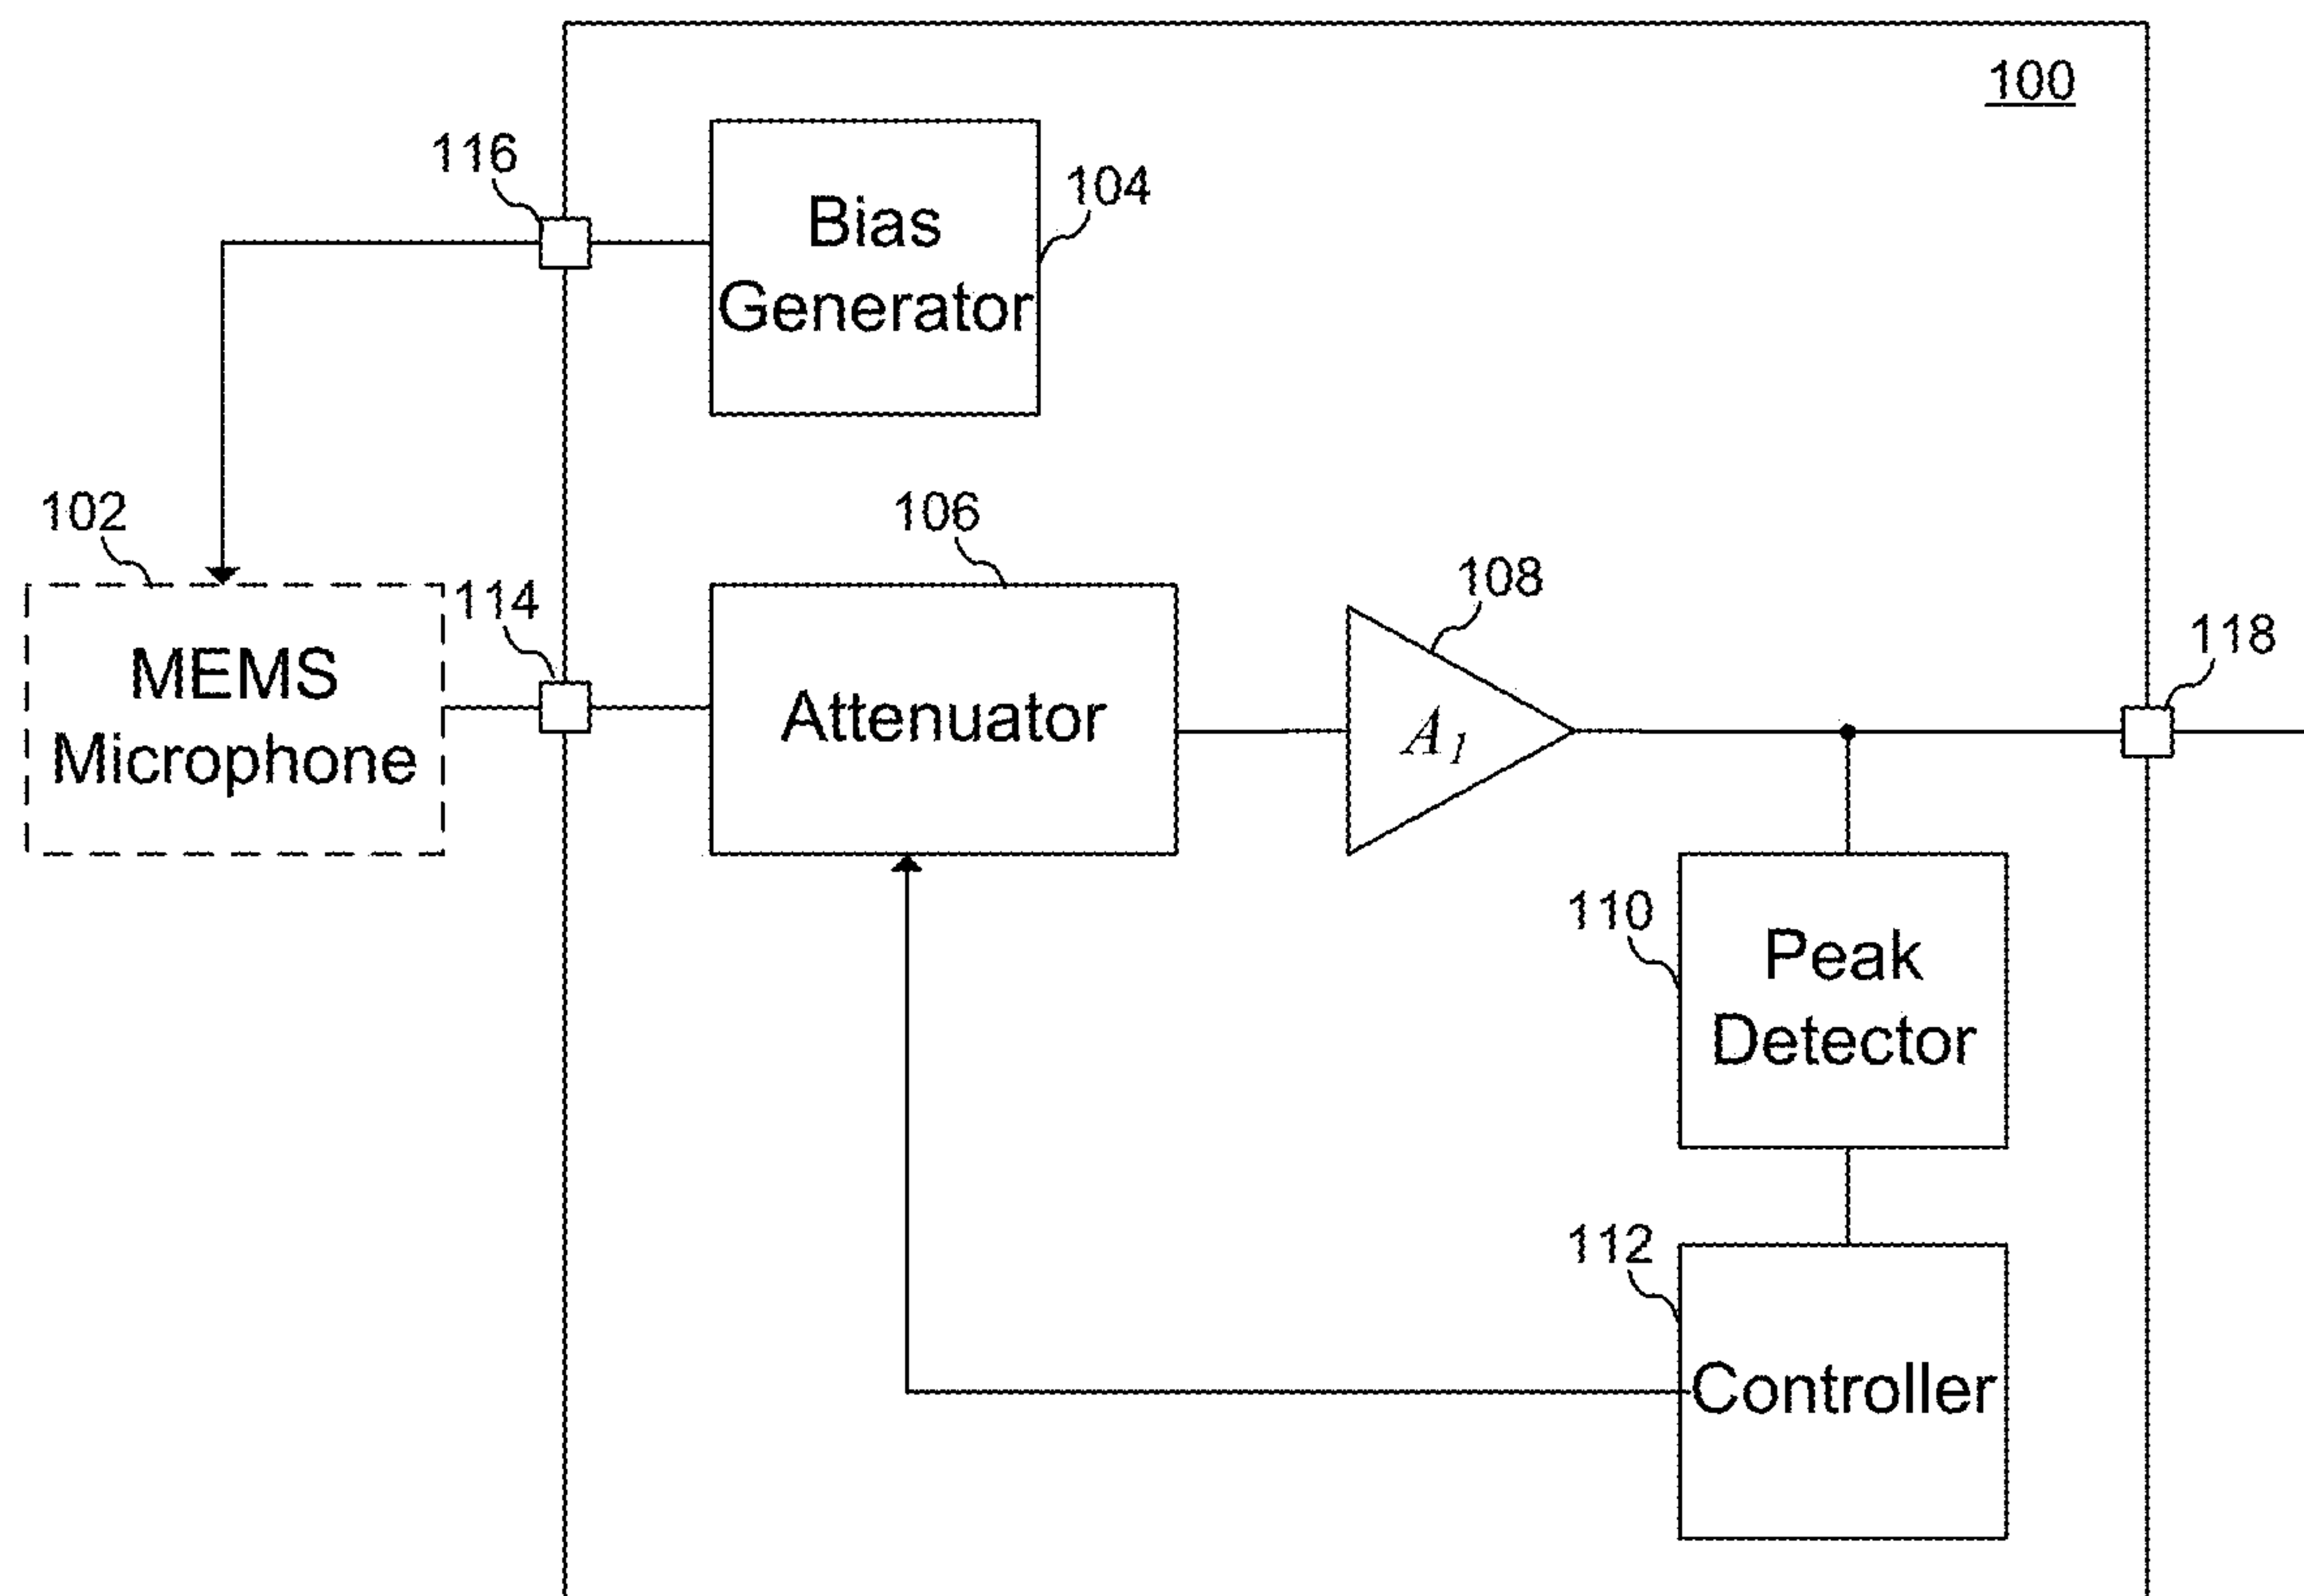 100
116
104
Bias
Generator
102
106
114
108
118
MEMS
Microphone
Attenuator
A1
110
Peak
Detector
112
Controller